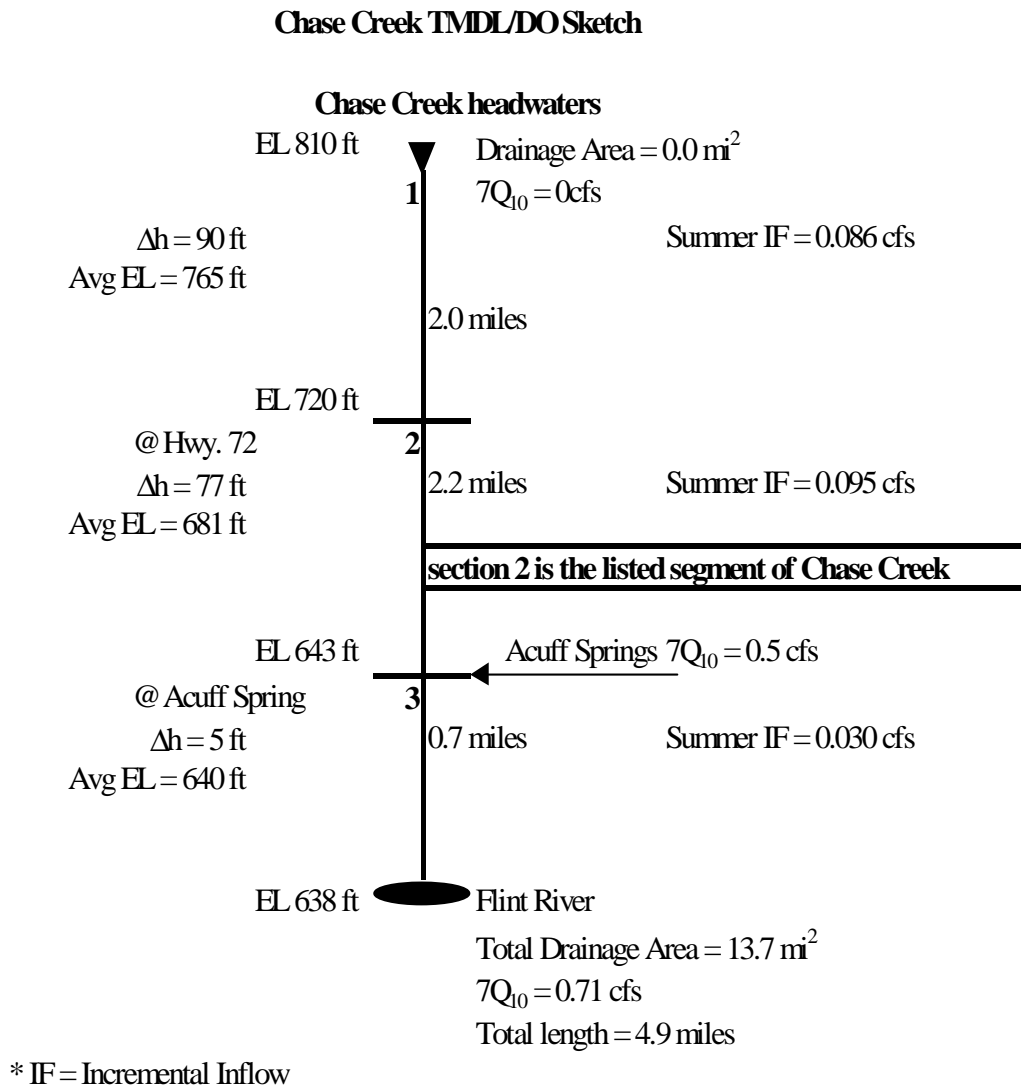 Chase Creek TMDL/DO Sketch
Chase Creek headwaters
EL 810 ft
Drainage Area = 0.0 mi²
1
7Q₁₀ = 0cfs
Δh = 90 ft
Summer IF = 0.086 cfs
Avg EL = 765 ft
2.0 miles
EL 720 ft
@ Hwy. 72
2
Δh = 77 ft
2.2 miles
Summer IF = 0.095 cfs
Avg EL = 681 ft
section 2 is the listed segment of Chase Creek
EL 643 ft
Acuff Springs 7Q₁₀ = 0.5 cfs
@ Acuff Spring
3
Δh = 5 ft
0.7 miles
Summer IF = 0.030 cfs
Avg EL = 640 ft
EL 638 ft
Flint River
Total Drainage Area = 13.7 mi²
7Q₁₀ = 0.71 cfs
Total length = 4.9 miles
* IF = Incremental Inflow